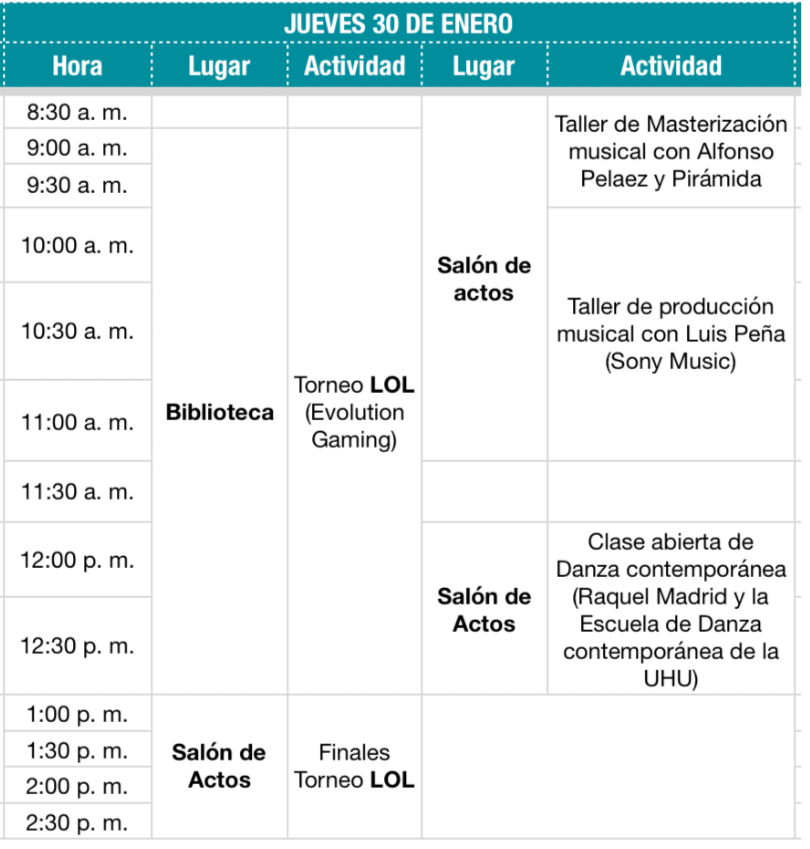 JUEVES 30 DE ENERO
Hora Lugar Actividad Lugar Actividad
8:30 a. m.
9:00 a. m.
9:30 a. m.
10:00 a. m.
10:30 a. m.
11:00 a. m.
11:30 a. m.
12:00 p. m.
12:30 p. m.
1:00 p. m.
1:30 p. m.
2:00 p. m.
2:30 p. m.
Biblioteca
Torneo LOL
(Evolution
Gaming)
Salón de
Actos
Finales
Torneo LOL
Salón de
actos
Taller de Masterización
musical con Alfonso
Pelaez y Pirámida
Taller de producción
musical con Luis Peña
(Sony Music)
Salón de
Actos
Clase abierta de
Danza contemporánea
(Raquel Madrid y la
Escuela de Danza
contemporánea de la
UHU)